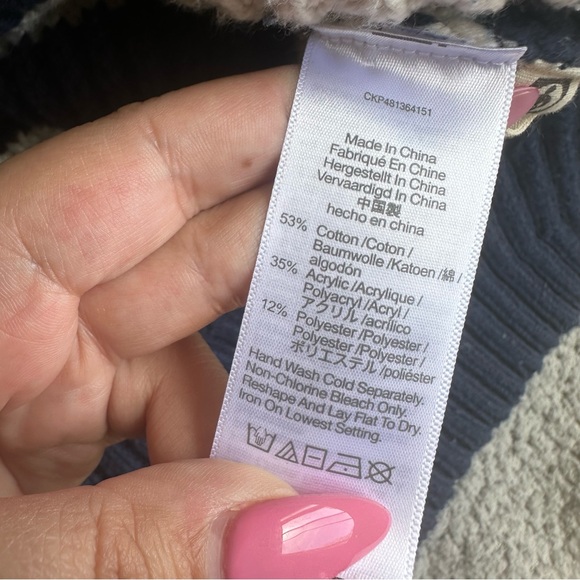 CKP481364151
Made In China
Fabriqué En Chine
Hergestellt In China
Vervaardigd In China
中国製
hecho en china
53% Cotton /Coton /
Baumwolle /Katoen /綿 /
algodón
35% Acrylic /Acrylique /
Polyacryl /Acryl /
アクリル /acrílico
12% Polyester /Polyester /
Polyester /Polyester /
ポリエステル /poliéster
Hand Wash Cold Separately.
Non-Chlorine Bleach Only.
Reshape And Lay Flat To Dry.
Iron On Lowest Setting.